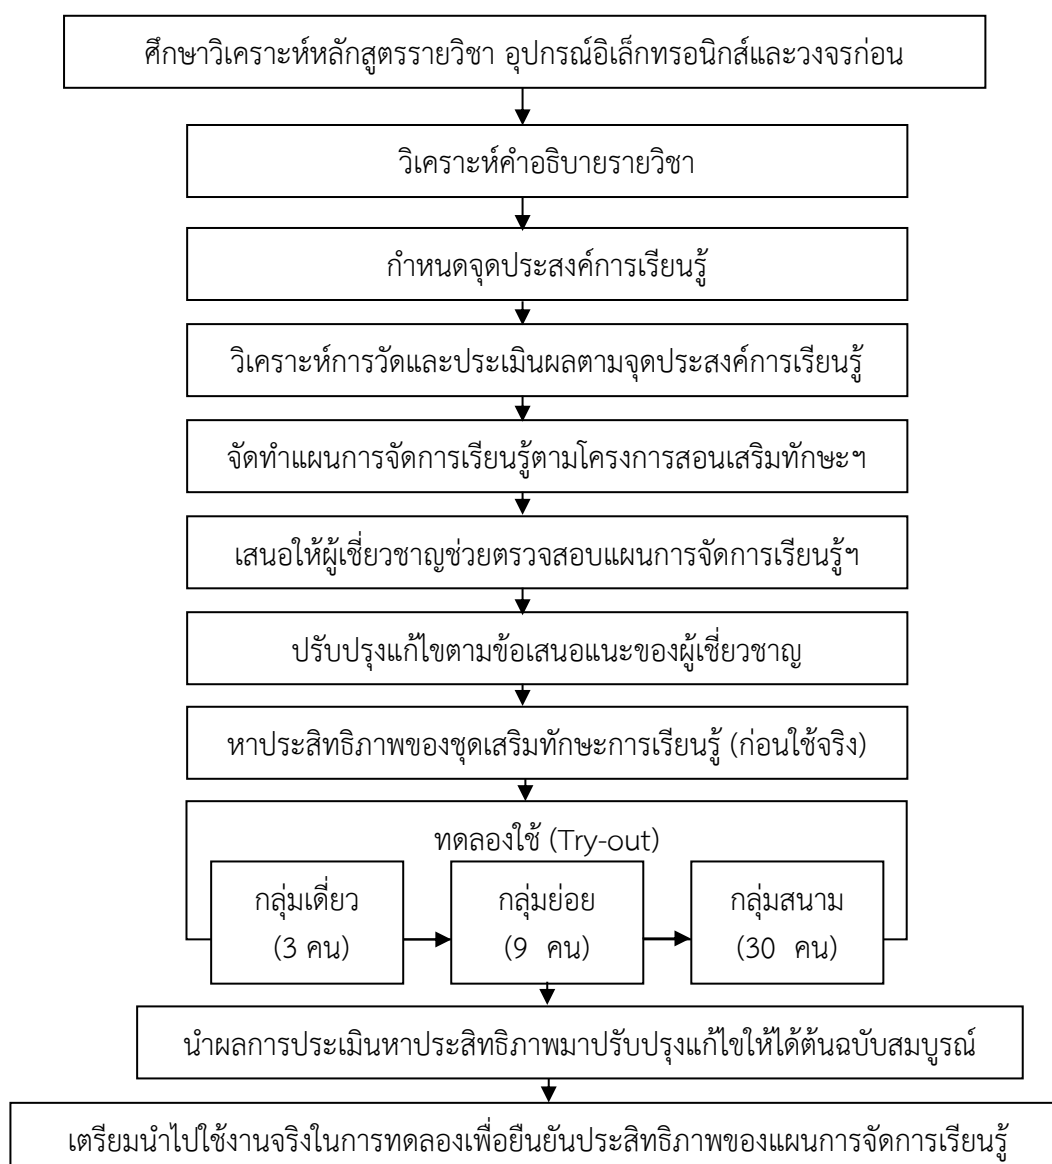 ศึกษาวิเคราะห์หลักสูตรรายวิชา อุปกรณ์อิเล็กทรอนิกส์และวงจรก่อน
วิเคราะห์คำอธิบายรายวิชา
กำหนดจุดประสงค์การเรียนรู้
วิเคราะห์การวัดและประเมินผลตามจุดประสงค์การเรียนรู้
จัดทำแผนการจัดการเรียนรู้ตามโครงการสอนเสริมทักษะฯ
เสนอให้ผู้เชี่ยวชาญช่วยตรวจสอบแผนการจัดการเรียนรู้ฯ
ปรับปรุงแก้ไขตามข้อเสนอแนะของผู้เชี่ยวชาญ
หาประสิทธิภาพของชุดเสริมทักษะการเรียนรู้ (ก่อนใช้จริง)
ทดลองใช้ (Try-out)
กลุ่มเดี่ยว
(3 คน)
กลุ่มย่อย
(9 คน)
กลุ่มสนาม
(30 คน)
นำผลการประเมินหาประสิทธิภาพมาปรับปรุงแก้ไขให้ได้ต้นฉบับสมบูรณ์
เตรียมนำไปใช้งานจริงในการทดลองเพื่อยืนยันประสิทธิภาพของแผนการจัดการเรียนรู้